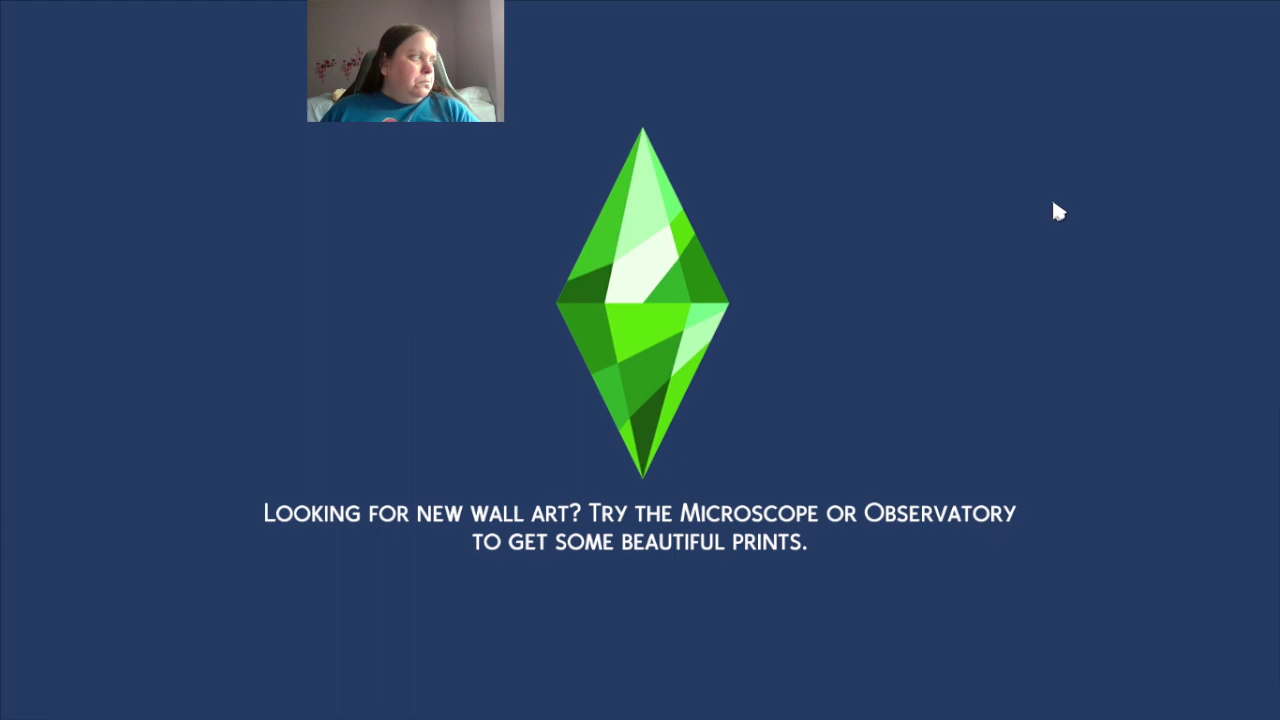 Looking for new wall art? Try the Microscope or Observatory
to get some beautiful prints.